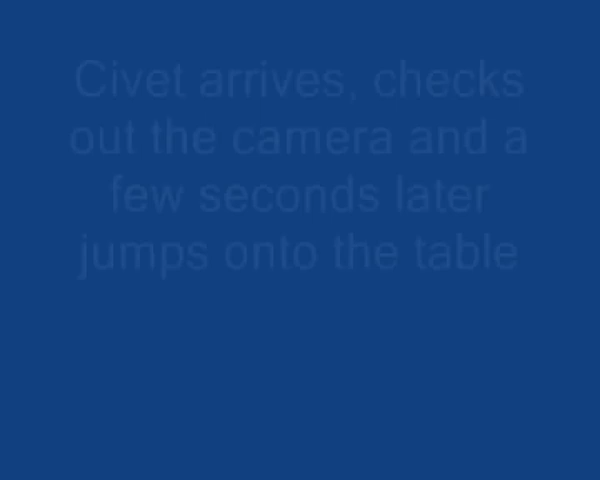 Civet arrives, checks
out the camera and a
few seconds later
jumps onto the table